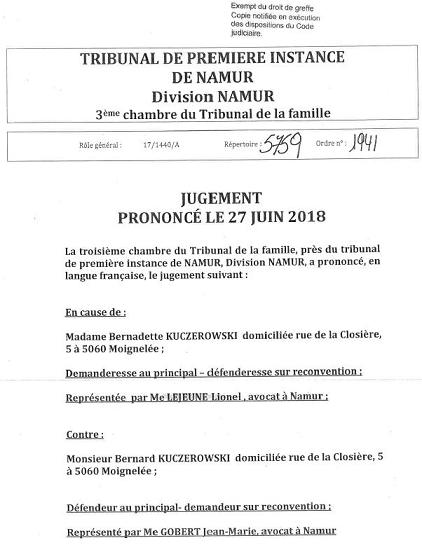 Exempt du droit de greffe
Copie notifiée en exécution
des dispositions du Code
judiciaire.
TRIBUNAL DE PREMIERE INSTANCE
DE NAMUR
Division NAMUR
3ème chambre du Tribunal de la famille
Rôle général : 17/1440/A Répertoire : 5759 Ordre n° : 1941
JUGEMENT
PRONONCÉ LE 27 JUIN 2018
La troisième chambre du Tribunal de la famille, près du tribunal
de première instance de NAMUR, Division NAMUR, a prononcé, en
langue française, le jugement suivant :
En cause de :
Madame Bernadette KUCZEROWSKI domiciliée rue de la Closière,
5 à 5060 Moignelée ;
Demanderesse au principal – défenderesse sur reconvention ;
Représentée par Me LEJEUNE Lionel, avocat à Namur ;
Contre :
Monsieur Bernard KUCZEROWSKI domiciliée rue de la Closière, 5
à 5060 Moignelée ;
Défendeur au principal- demandeur sur reconvention ;
Représenté par Me GOBERT Jean-Marie, avocat à Namur